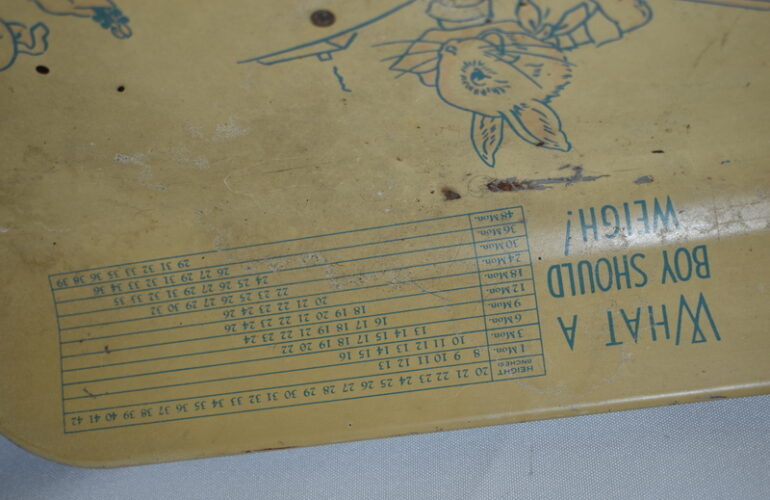 WHAT A
BOY SHOULD
WEIGH!
HEIGHT (INCHES) 20 21 22 23 24 25 26 27 28 29 30 31 32 33 34 35 36 37 38 39 40 41 42
1 Mon. 8 9 10 11 12 13
3 Mon. 10 11 12 13 14 15 16
6 Mon. 13 14 15 17 18 19 20 22
9 Mon. 16 17 18 19 21 22 23 24
12 Mon. 18 19 20 21 22 23 24 26
18 Mon. 20 21 22 23 24 26
24 Mon. 22 23 25 26 27 29 30 32
30 Mon. 24 25 26 27 29 31 32 33 35
36 Mon. 26 27 28 29 31 32 33 34 36
48 Mon. 29 31 32 33 35 36 38 39